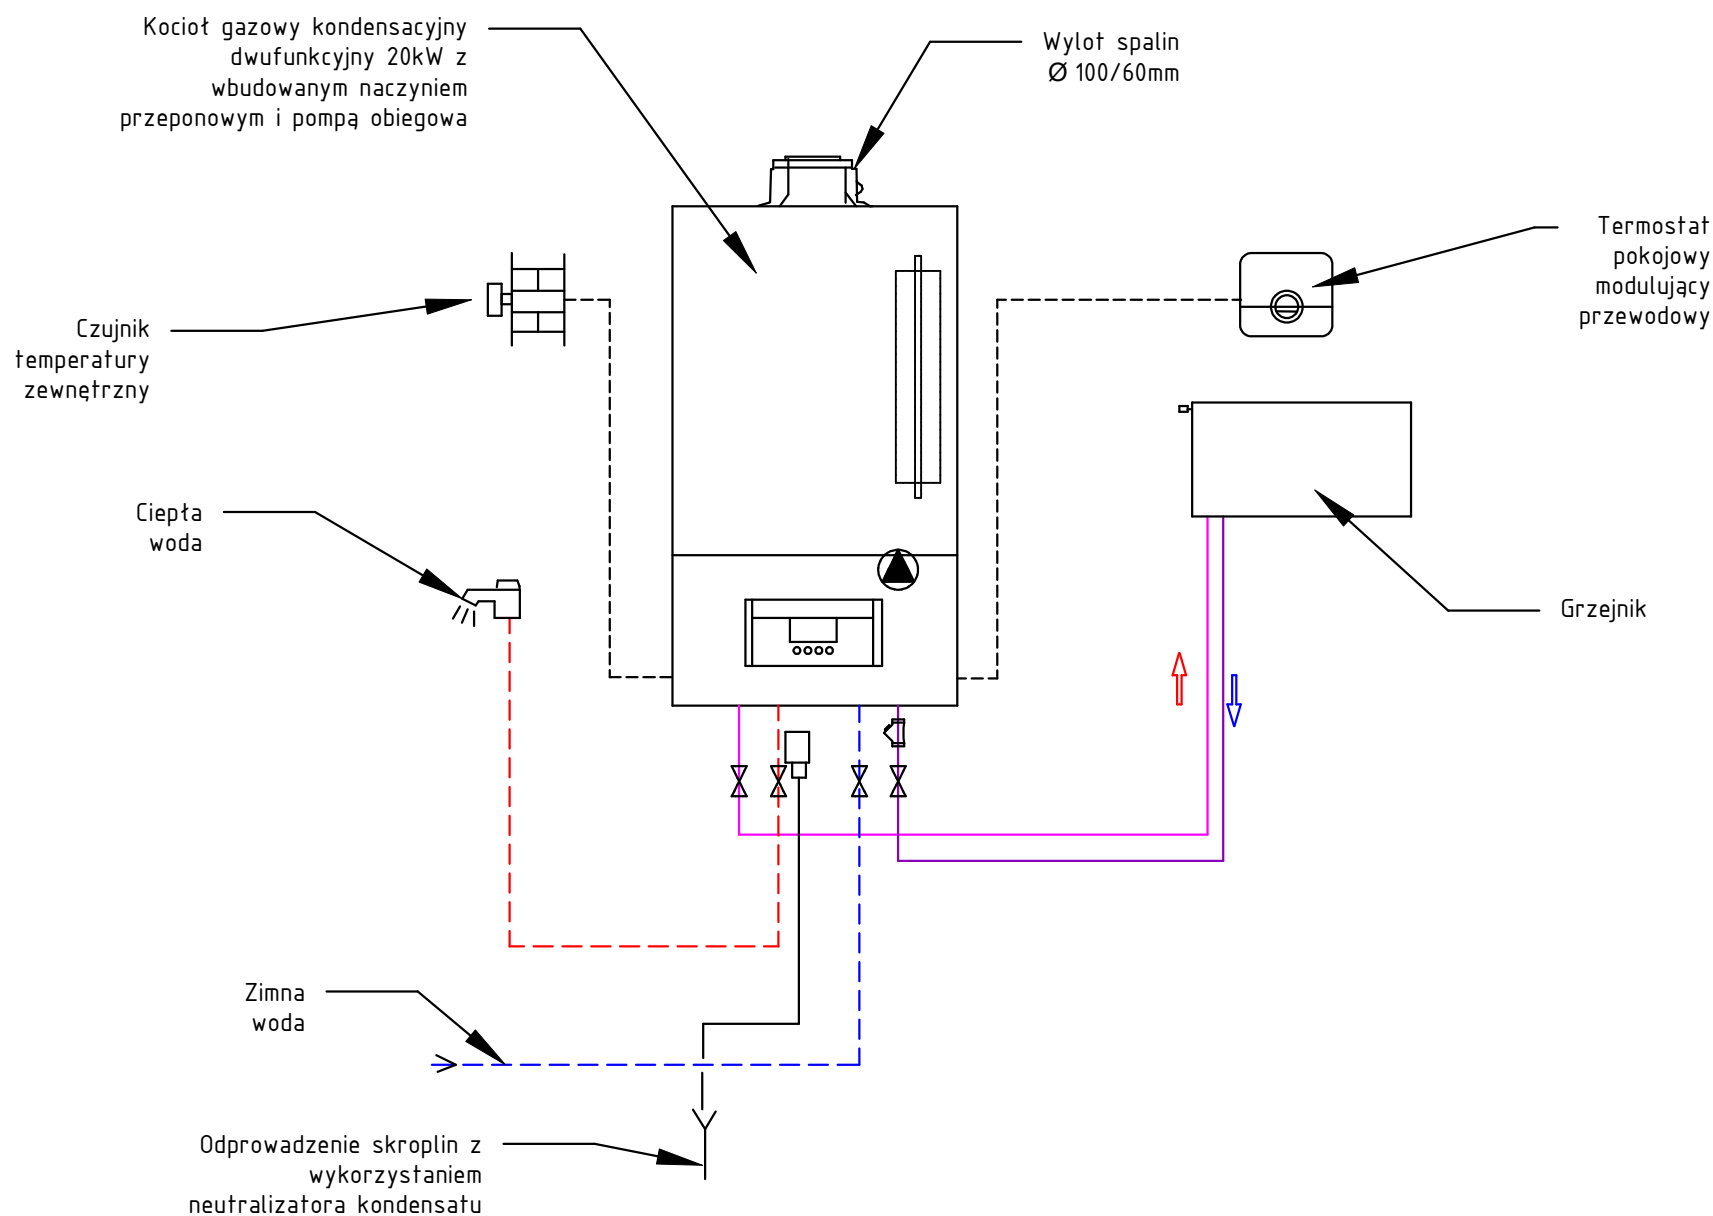 Kocioł gazowy kondensacyjny
dwufunkcyjny 20kW z
wbudowanym naczyniem
przeponowym i pompą obiegowa
Wylot spalin
Ø 100/60mm
Termostat
pokojowy
modulujący
przewodowy
Czujnik
temperatury
zewnętrzny
Ciepła
woda
Grzejnik
Zimna
woda
Odprowadzenie skroplin z
wykorzystaniem
neutralizatora kondensatu